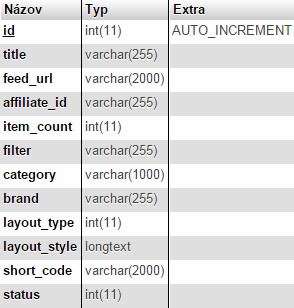 Názov Typ Extra
id int(11) AUTO_INCREMENT
title varchar(255)
feed_url varchar(2000)
affiliate_id varchar(255)
item_count int(11)
filter varchar(255)
category varchar(1000)
brand varchar(255)
layout_type int(11)
layout_style longtext
short_code varchar(2000)
status int(11)